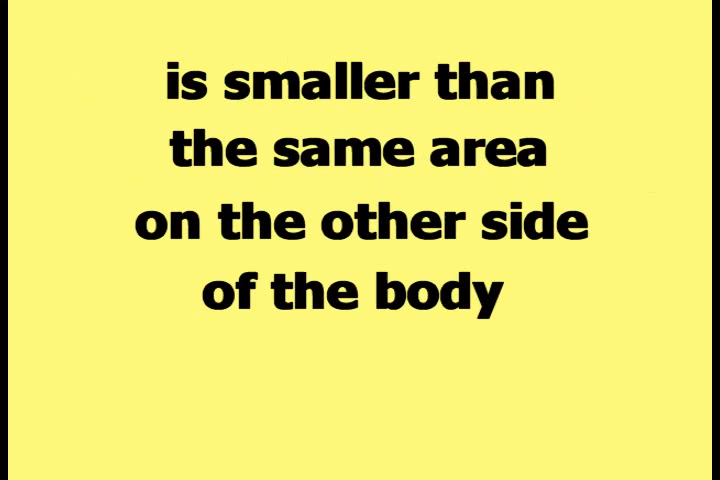 is smaller than
the same area
on the other side
of the body